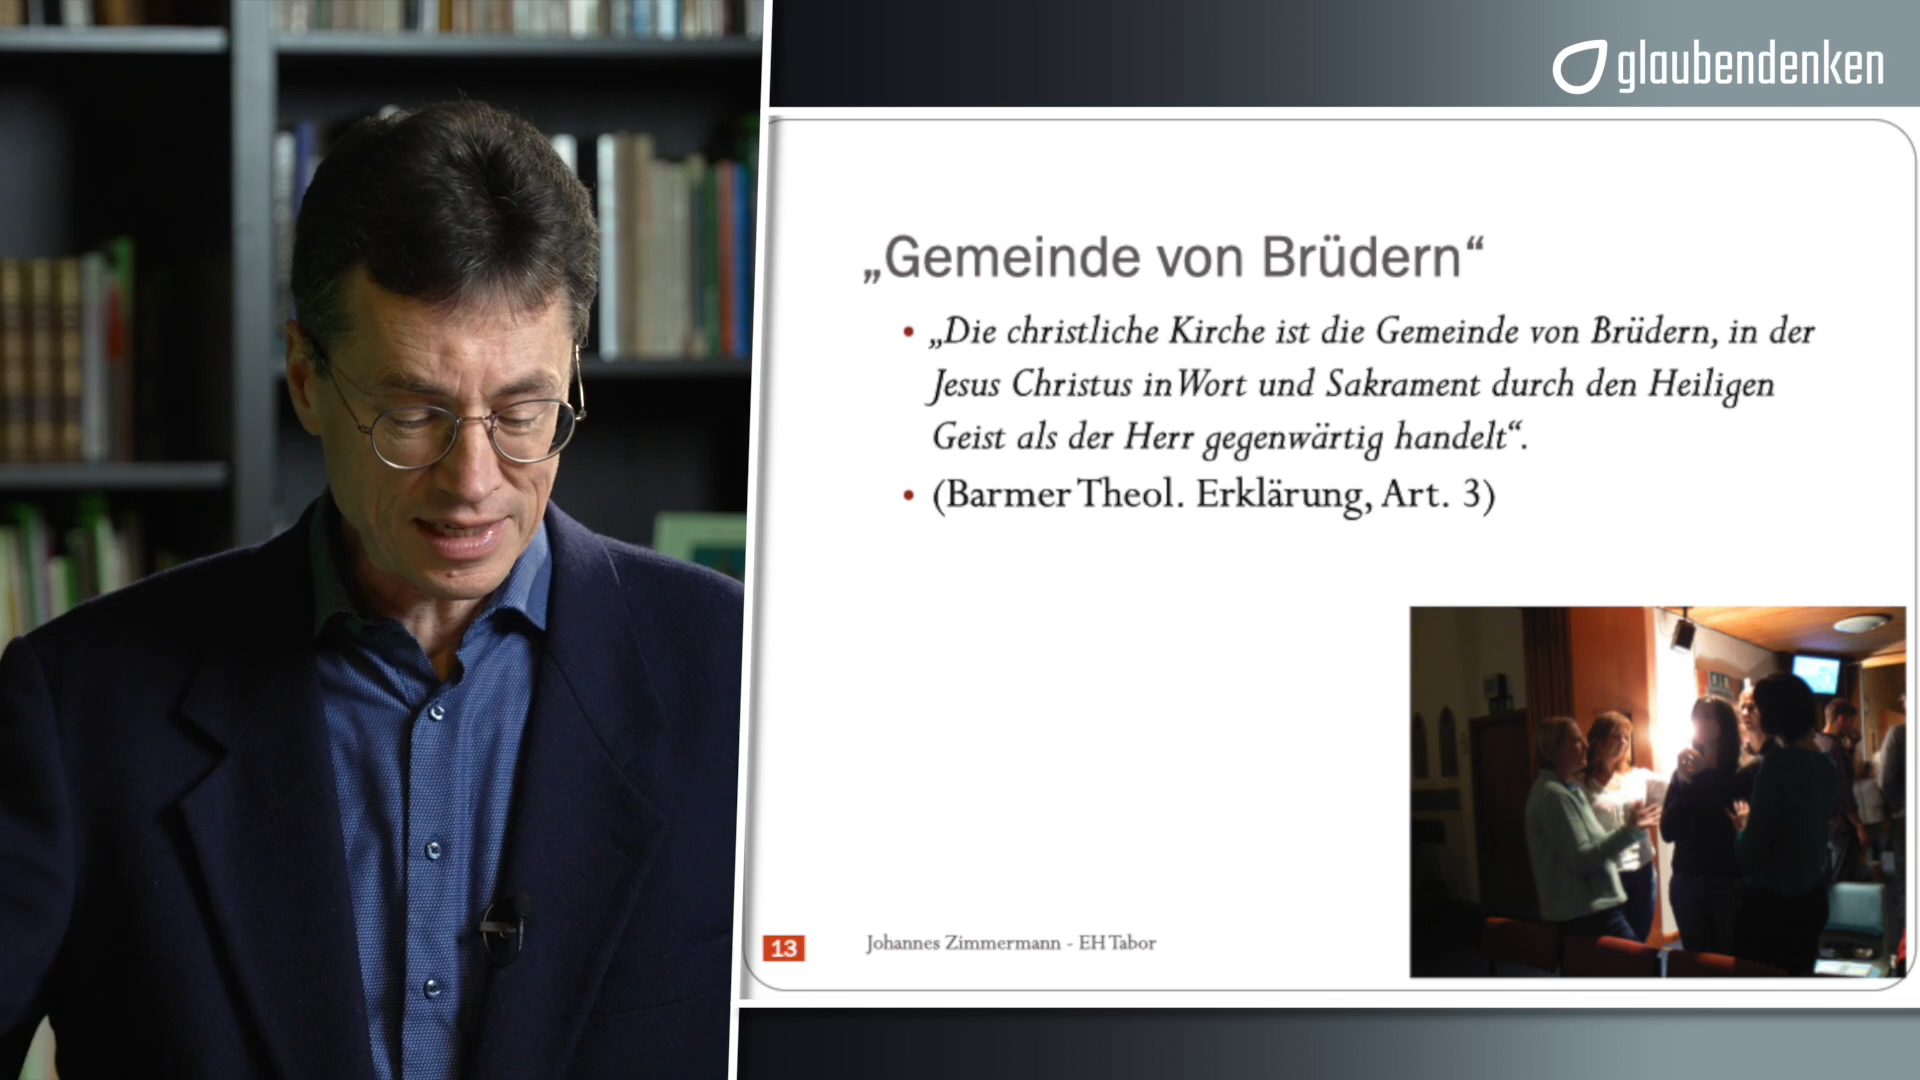 glaubendenken
„Gemeinde von Brüdern“
• „Die christliche Kirche ist die Gemeinde von Brüdern, in der
Jesus Christus in Wort und Sakrament durch den Heiligen
Geist als der Herr gegenwärtig handelt“.
• (Barmer Theol. Erklärung, Art. 3)
13
Johannes Zimmermann - EH Tabor